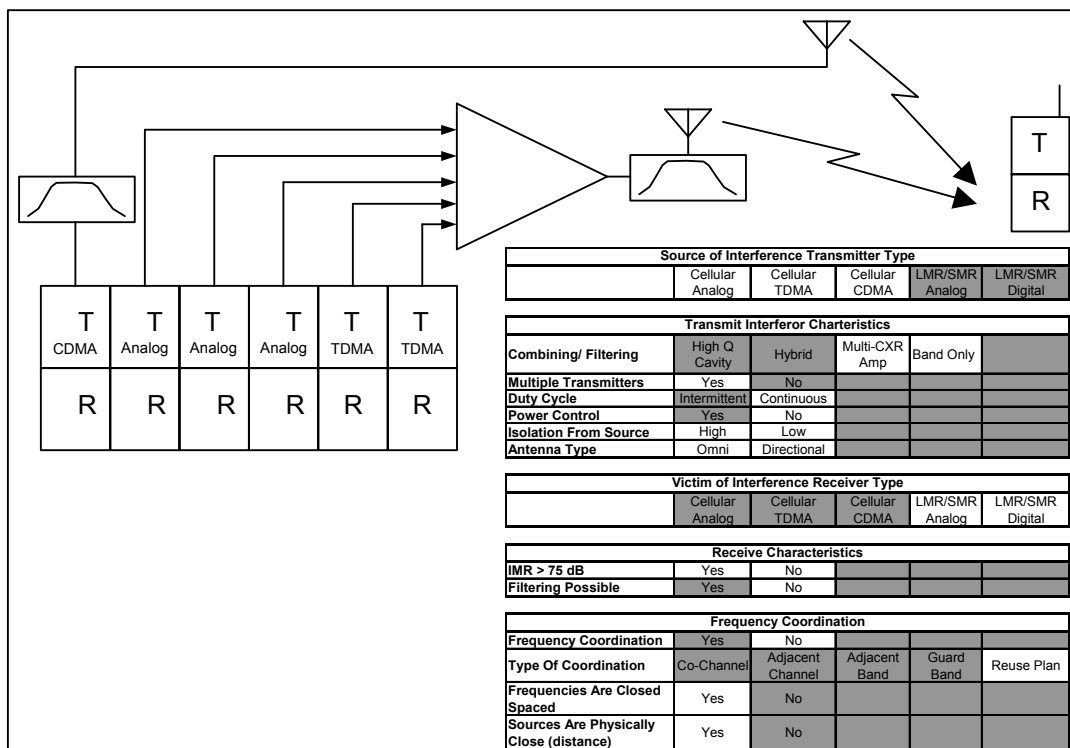 T
R
T T T T T T
CDMA Analog Analog Analog TDMA TDMA
R R R R R R
Source of Interference Transmitter Type
Cellular Analog Cellular TDMA Cellular CDMA LMR/SMR Analog LMR/SMR Digital
Transmit Interferor Charteristics
Combining/ Filtering High Q Cavity Hybrid Multi-CXR Amp Band Only
Multiple Transmitters Yes No
Duty Cycle Intermittent Continuous
Power Control Yes No
Isolation From Source High Low
Antenna Type Omni Directional
Victim of Interference Receiver Type
Cellular Analog Cellular TDMA Cellular CDMA LMR/SMR Analog LMR/SMR Digital
Receive Characteristics
IMR > 75 dB Yes No
Filtering Possible Yes No
Frequency Coordination
Frequency Coordination Yes No
Type Of Coordination Co-Channel Adjacent Channel Adjacent Band Guard Band Reuse Plan
Frequencies Are Closed Spaced Yes No
Sources Are Physically Close (distance) Yes No